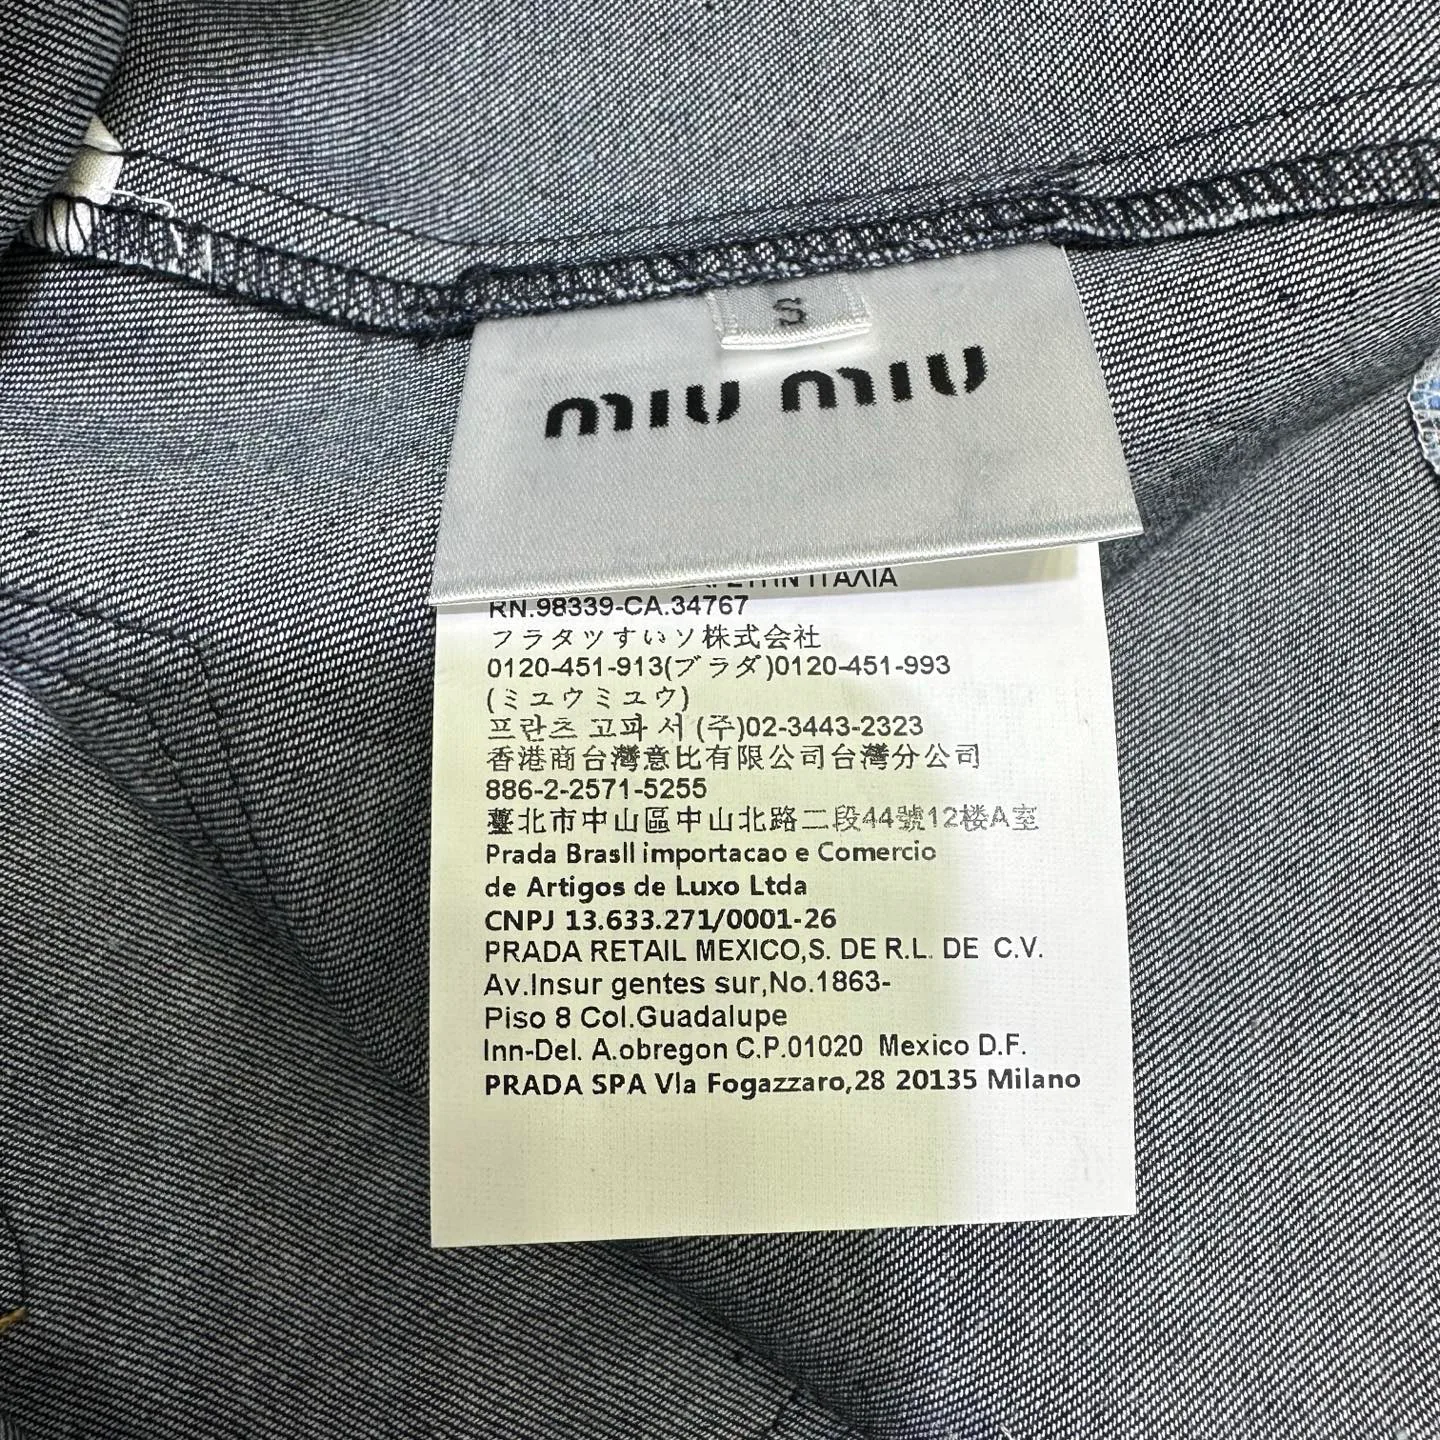 S
miu miu
ΙΤΑΛΙΑ
RN.98339-CA.34767
フラタツすいソ株式会社
0120-451-913(ブラダ)0120-451-993
(ミユウミユウ)
프란츠 고파 서 (주)02-3443-2323
香港商台灣意比有限公司台灣分公司
886-2-2571-5255
臺北市中山區中山北路二段44號12楼A室
Prada Brasll importacao e Comercio
de Artigos de Luxo Ltda
CNPJ 13.633.271/0001-26
PRADA RETAIL MEXICO,S. DE R.L. DE C.V.
Av.Insur gentes sur,No.1863-
Piso 8 Col.Guadalupe
Inn-Del. A.obregon C.P.01020 Mexico D.F.
PRADA SPA Vla Fogazzaro,28 20135 Milano